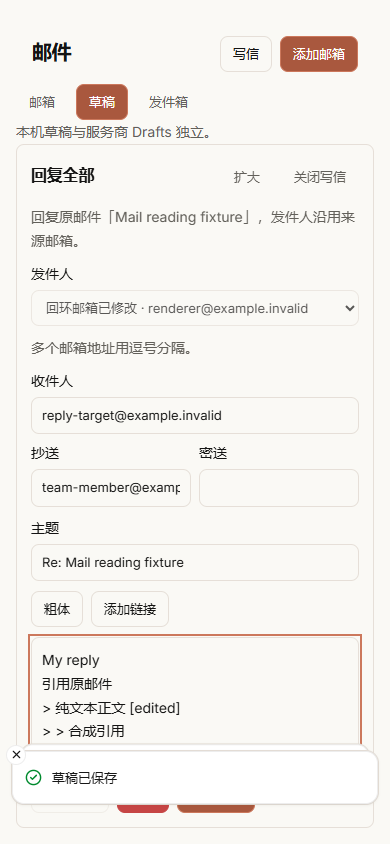 邮件
写信
添加邮箱
邮箱
草稿
发件箱
本机草稿与服务商 Drafts 独立。
回复全部
扩大
关闭写信
回复原邮件「Mail reading fixture」，发件人沿用来
源邮箱。
发件人
回环邮箱已修改 · renderer@example.invalid
多个邮箱地址用逗号分隔。
收件人
reply-target@example.invalid
抄送
密送
team-member@examp
主题
Re: Mail reading fixture
粗体
添加链接
My reply
引用原邮件
> 纯文本正文 [edited]
> > 合成引用
草稿已保存